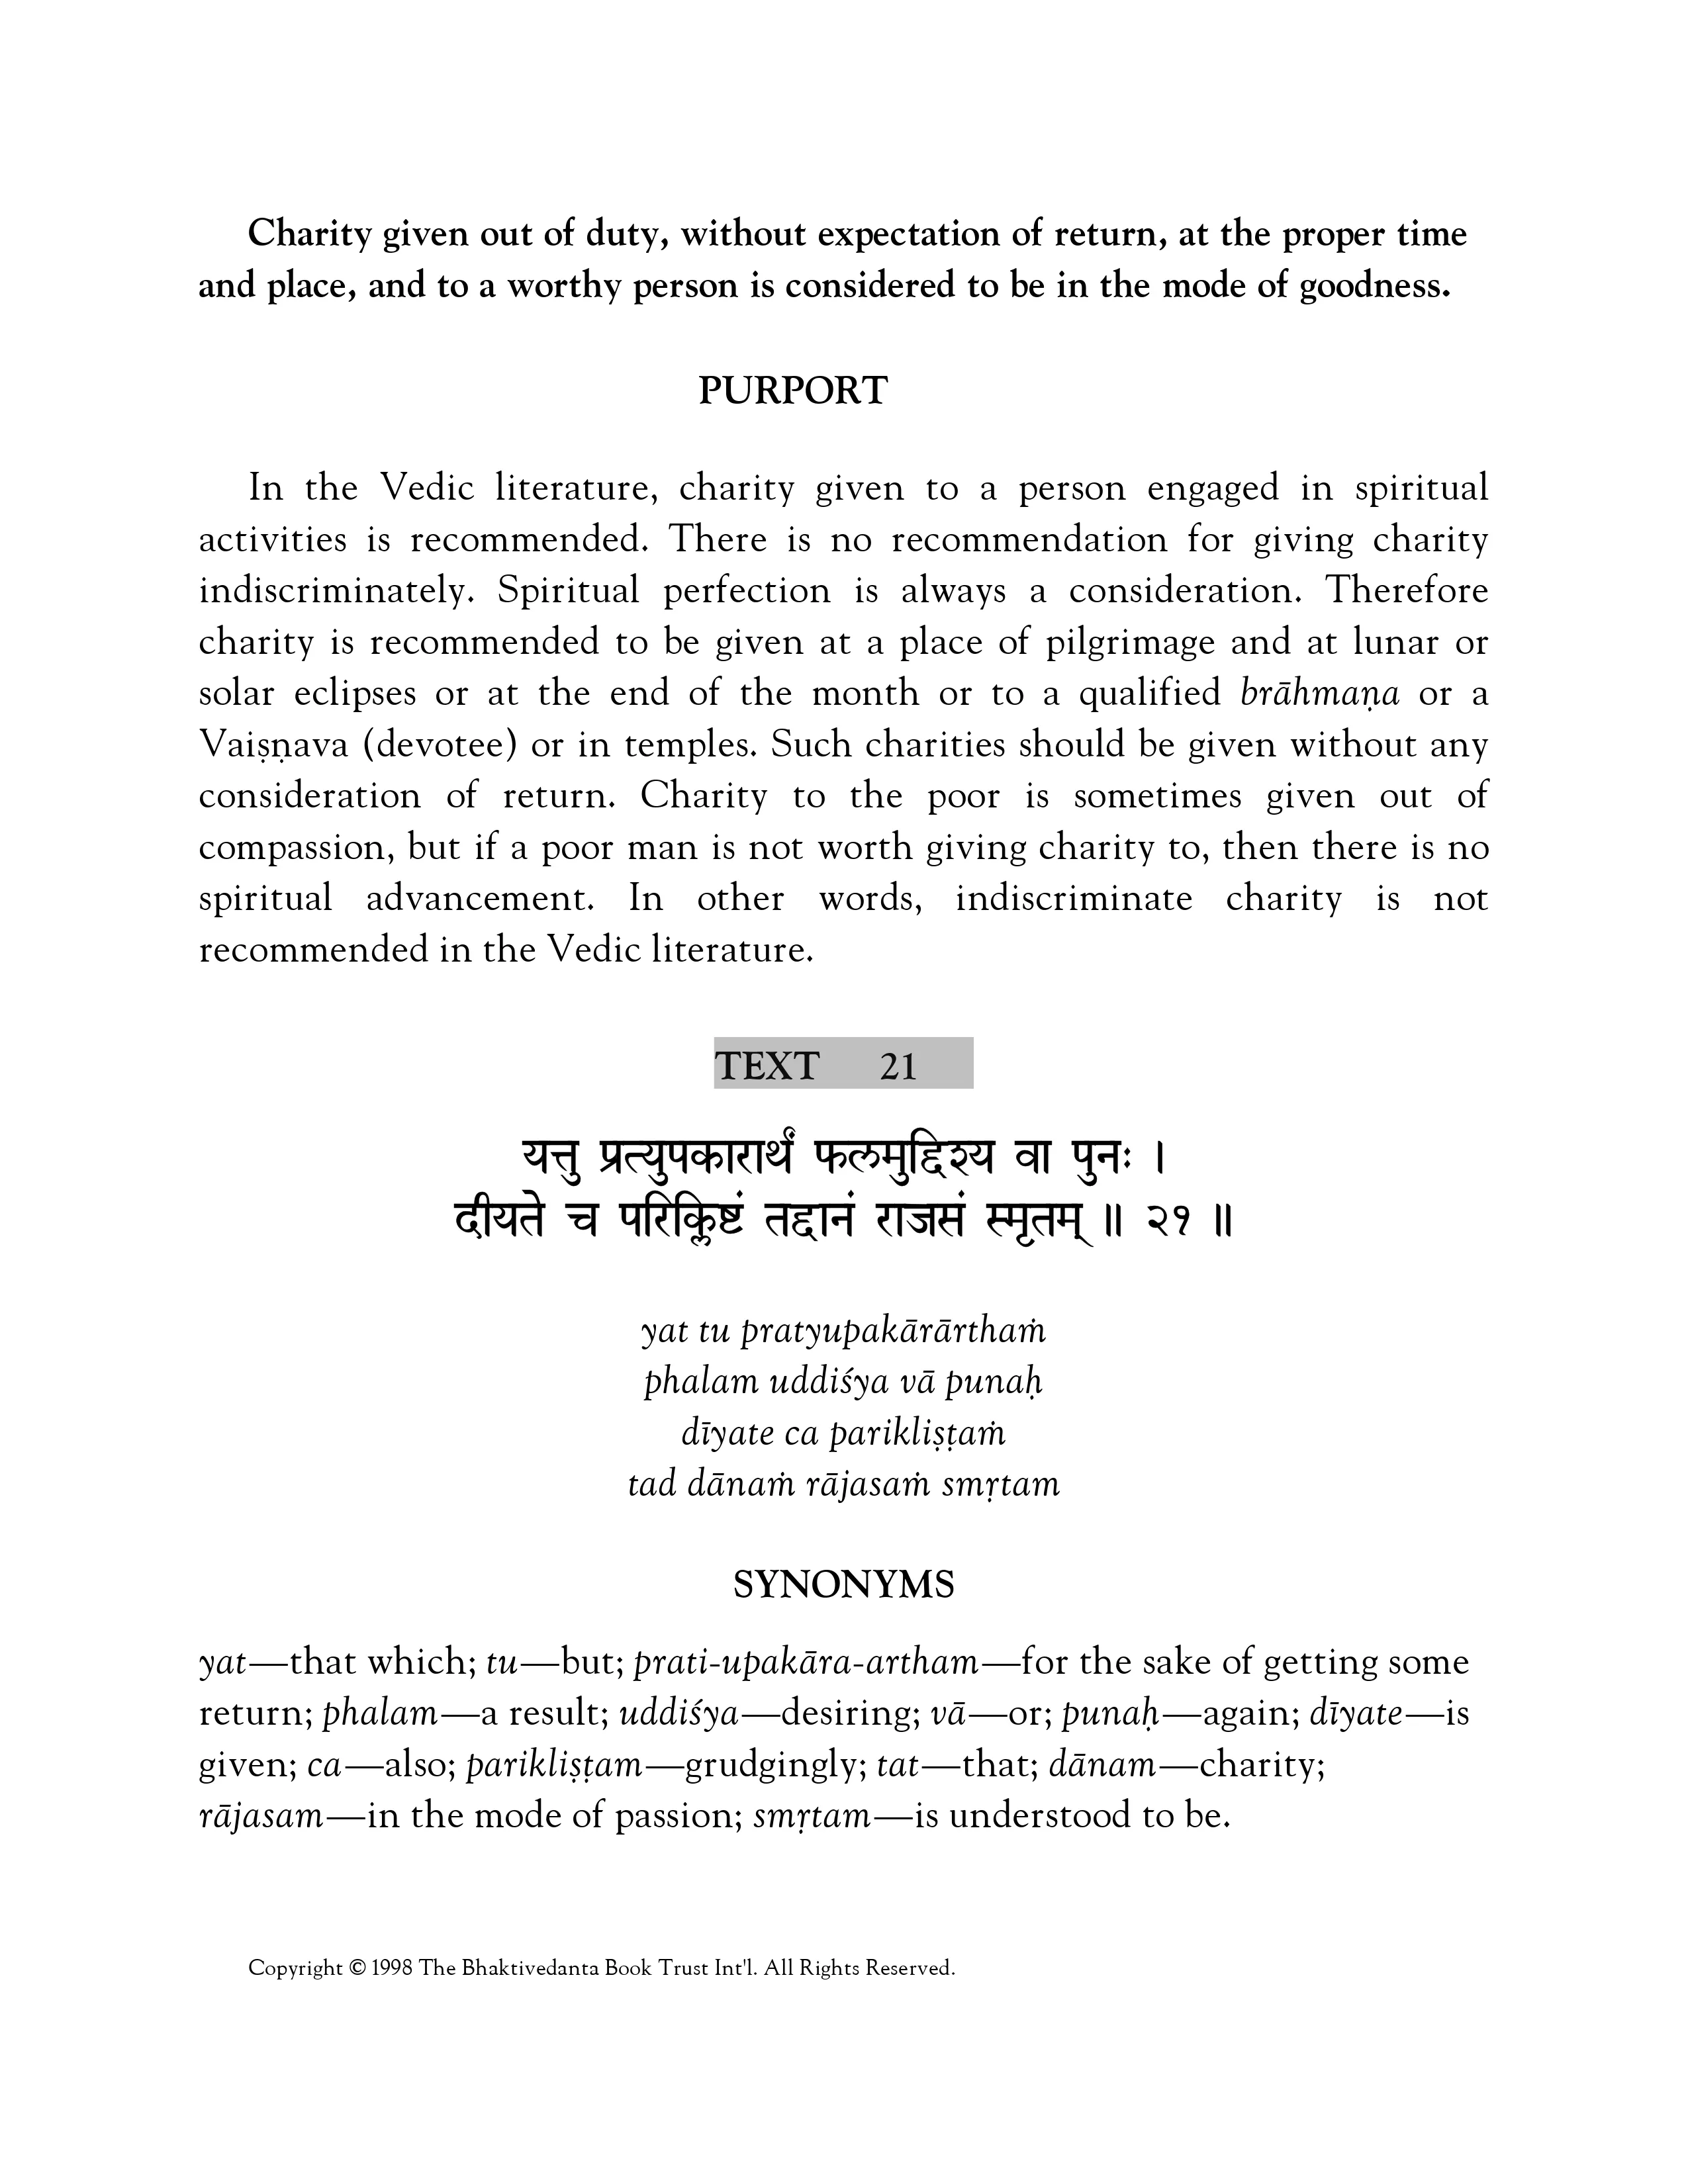 Charity given out of duty, without expectation of return, at the proper time
and place, and to a worthy person is considered to be in the mode of goodness.
PURPORT
In the Vedic literature, charity given to a person engaged in spiritual
activities is recommended. There is no recommendation for giving charity
indiscriminately. Spiritual perfection is always a consideration. Therefore
charity is recommended to be given at a place of pilgrimage and at lunar or
solar eclipses or at the end of the month or to a qualified brāhmaṇa or a
Vaiṣṇava (devotee) or in temples. Such charities should be given without any
consideration of return. Charity to the poor is sometimes given out of
compassion, but if a poor man is not worth giving charity to, then there is no
spiritual advancement. In other words, indiscriminate charity is not
recommended in the Vedic literature.
TEXT 21
यत्तु प्रत्युपकारार्थं फलमुद्दिश्य वा पुनः ।
दीयते च परिक्लिष्टं तद्दानं राजसं स्मृतम् ॥ २१ ॥
yat tu pratyupakārārthaṁ
phalam uddiśya vā punaḥ
dīyate ca parikliṣṭaṁ
tad dānaṁ rājasaṁ smṛtam
SYNONYMS
yat—that which; tu—but; prati-upakāra-artham—for the sake of getting some
return; phalam—a result; uddiśya—desiring; vā—or; punaḥ—again; dīyate—is
given; ca—also; parikliṣṭam—grudgingly; tat—that; dānam—charity;
rājasam—in the mode of passion; smṛtam—is understood to be.
Copyright © 1998 The Bhaktivedanta Book Trust Int'l. All Rights Reserved.